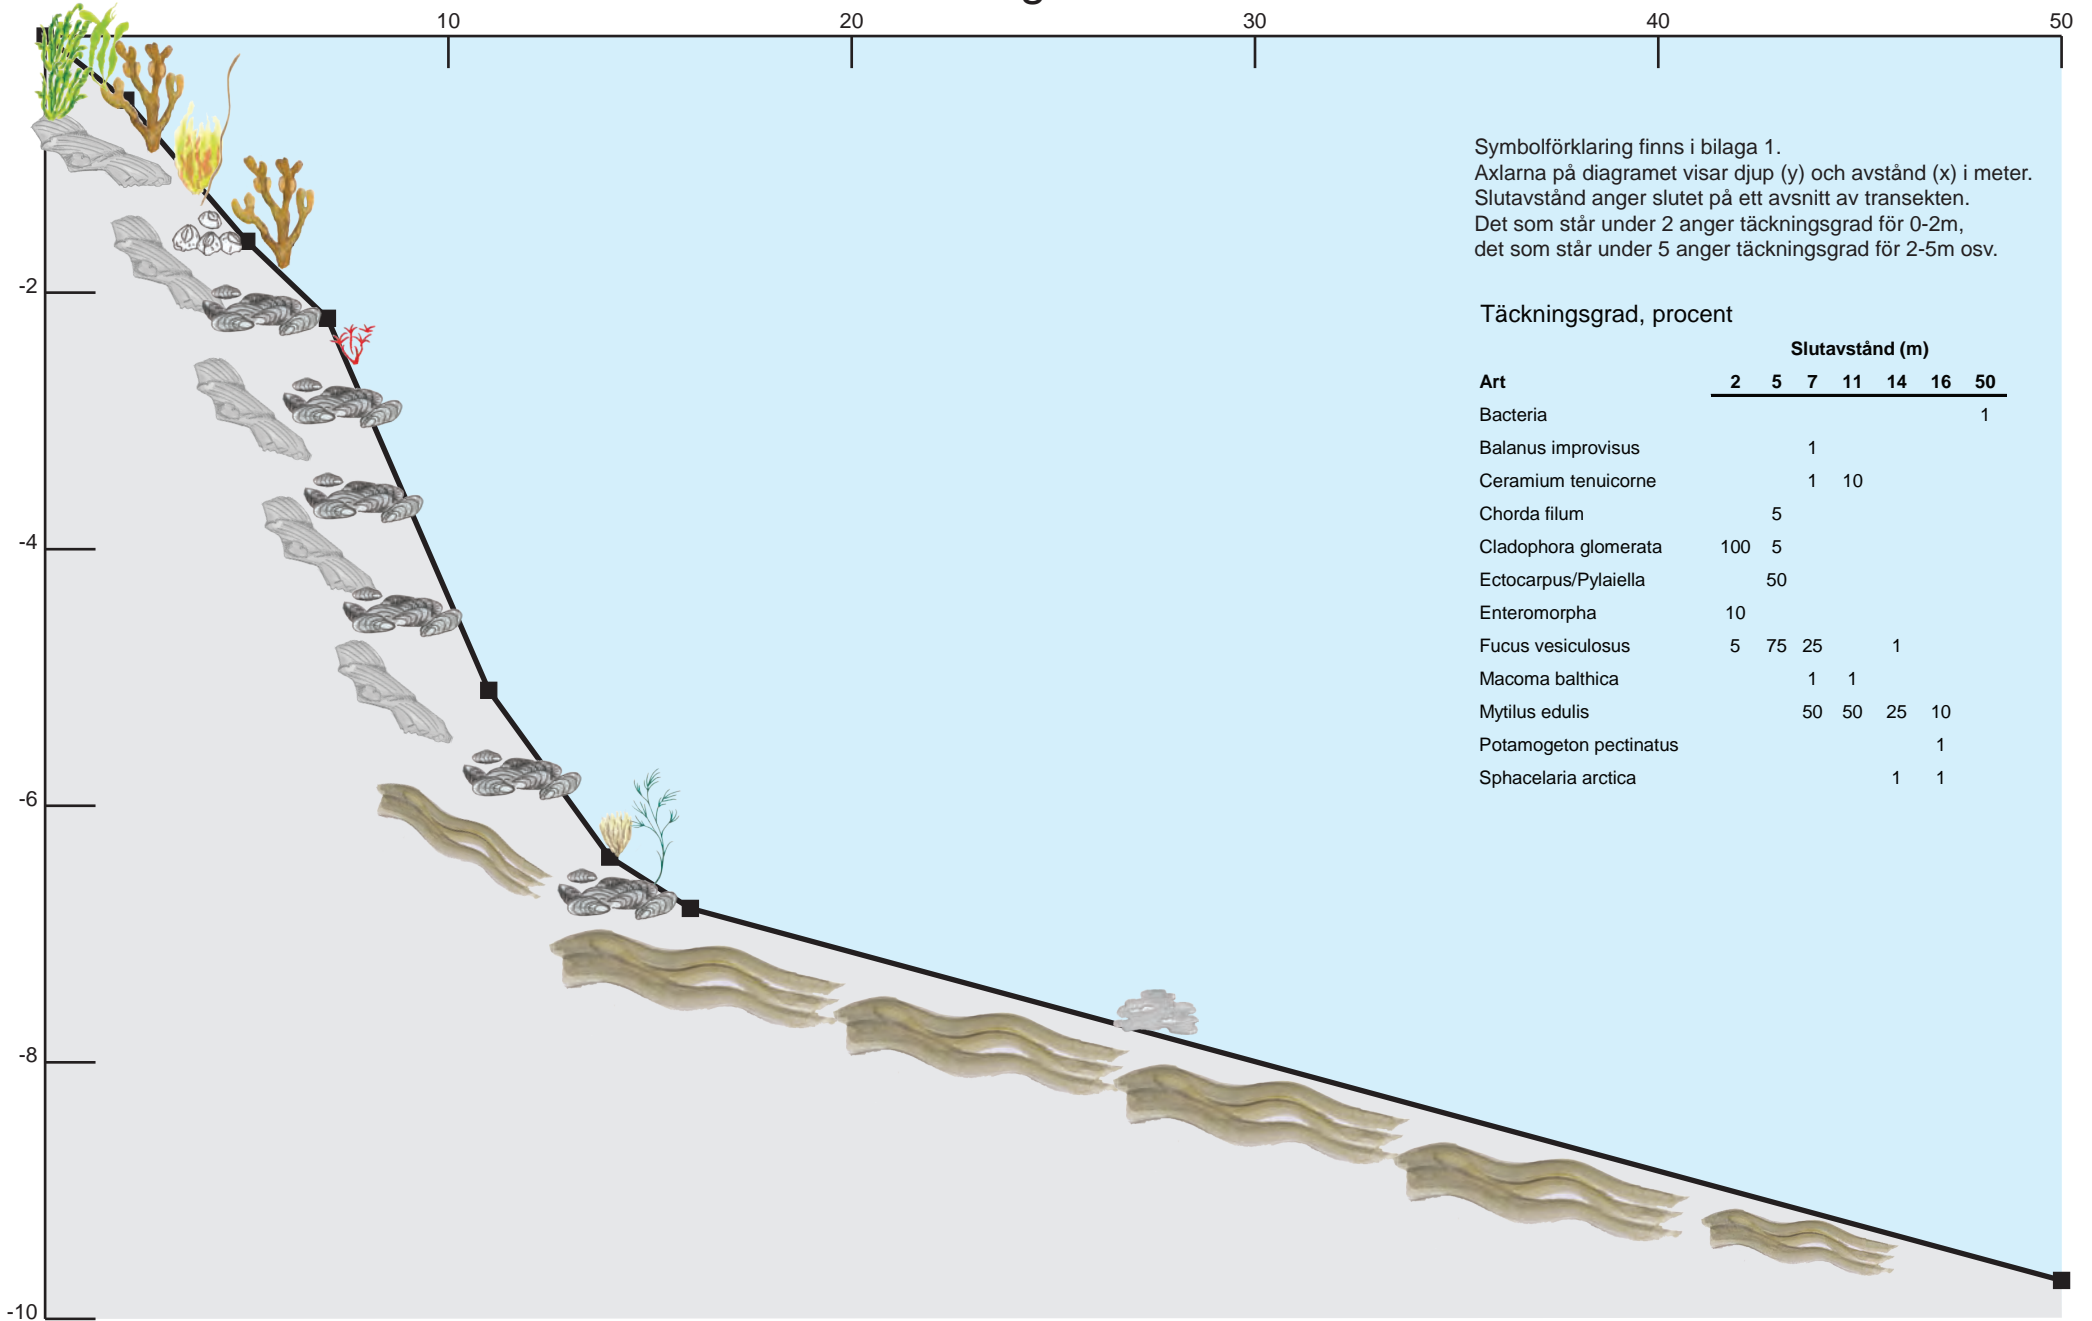 10 20 30 40 50
Symbolförklaring finns i bilaga 1.
Axlarna på diagramet visar djup (y) och avstånd (x) i meter.
Slutavstånd anger slutet på ett avsnitt av transekten.
Det som står under 2 anger täckningsgrad för 0-2m,
det som står under 5 anger täckningsgrad för 2-5m osv.
-2
-4
-6
-8
-10
Täckningsgrad, procent
Slutavstånd (m)
Art 2 5 7 11 14 16 50
Bacteria 1
Balanus improvisus 1
Ceramium tenuicorne 1 10
Chorda filum 5
Cladophora glomerata 100 5
Ectocarpus/Pylaiella 50
Enteromorpha 10
Fucus vesiculosus 5 75 25 1
Macoma balthica 1 1
Mytilus edulis 50 50 25 10
Potamogeton pectinatus 1
Sphacelaria arctica 1 1